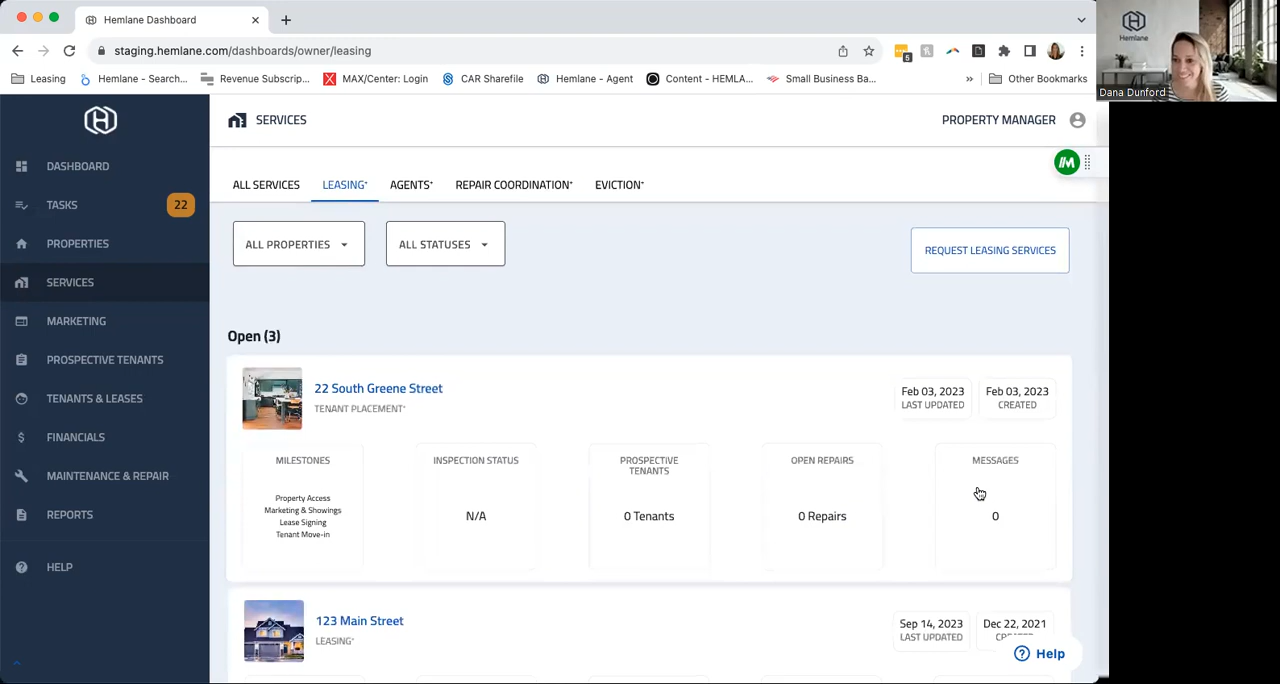 Hemlane Dashboard
staging.hemlane.com/dashboards/owner/leasing
5
Leasing
Hemlane - Search...
Revenue Subscrip...
MAX/Center: Login
CAR Sharefile
Hemlane - Agent
Content - HEMLA...
Small Business Ba...
»
Other Bookmarks
Hemlane
Dana Dunford
SERVICES
PROPERTY MANAGER
DASHBOARD
TASKS
22
PROPERTIES
SERVICES
MARKETING
PROSPECTIVE TENANTS
TENANTS & LEASES
FINANCIALS
MAINTENANCE & REPAIR
REPORTS
HELP
ALL SERVICES
LEASING+
AGENTS+
REPAIR COORDINATION+
EVICTION+
ALL PROPERTIES
ALL STATUSES
REQUEST LEASING SERVICES
Open (3)
22 South Greene Street
TENANT PLACEMENT+
Feb 03, 2023
LAST UPDATED
Feb 03, 2023
CREATED
MILESTONES
Property Access
Marketing & Showings
Lease Signing
Tenant Move-in
INSPECTION STATUS
N/A
PROSPECTIVE
TENANTS
0 Tenants
OPEN REPAIRS
0 Repairs
MESSAGES
0
123 Main Street
LEASING+
Sep 14, 2023
LAST UPDATED
Dec 22, 2021
Help